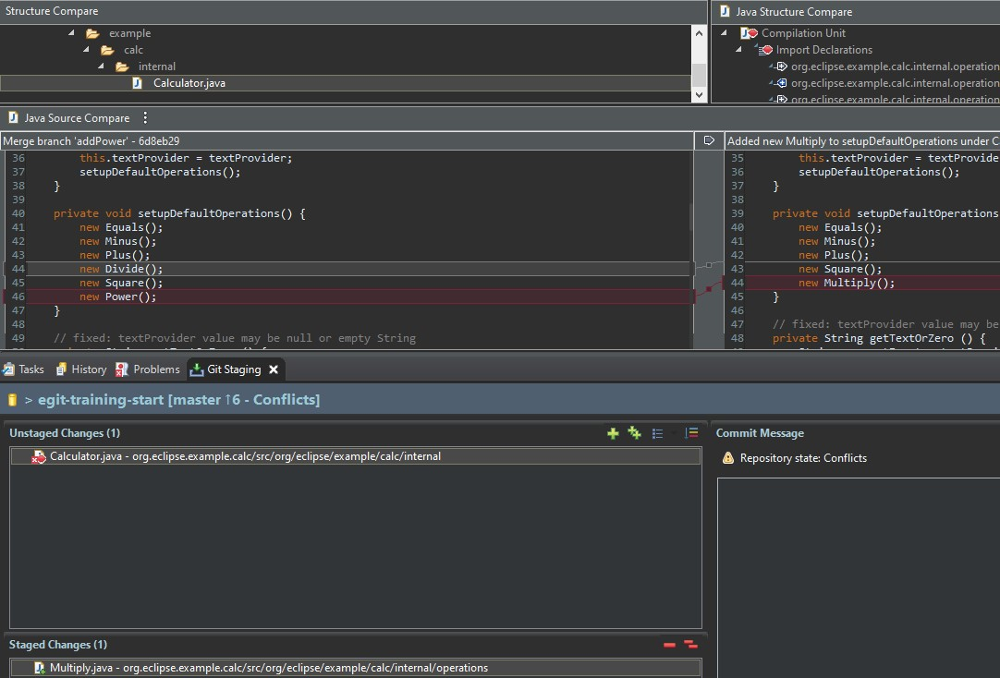 Structure Compare
example
calc
internal
Calculator.java
Java Structure Compare
Compilation Unit
Import Declarations
org.eclipse.example.calc.internal.operation
org.eclipse.example.calc.internal.operation
org.eclipse.example.calc.internal.operation
Java Source Compare
Merge branch 'addPower' - 6d8eb29
36 this.textProvider = textProvider;
37 setupDefaultOperations();
38 }
39
40 private void setupDefaultOperations() {
41 new Equals();
42 new Minus();
43 new Plus();
44 new Divide();
45 new Square();
46 new Power();
47 }
48
49 // fixed: textProvider value may be null or empty String
Added new Multiply to setupDefaultOperations under C
35 this.textProvider = textProvide
36 setupDefaultOperations();
37 }
38
39 private void setupDefaultOperations
40 new Equals();
41 new Minus();
42 new Plus();
43 new Square();
44 new Multiply();
45 }
46
47 // fixed: textProvider value may be
48 private String getTextOrZero () {
Tasks History Problems Git Staging
> egit-training-start [master ↑6 - Conflicts]
Unstaged Changes (1)
Calculator.java - org.eclipse.example.calc/src/org/eclipse/example/calc/internal
Staged Changes (1)
Multiply.java - org.eclipse.example.calc/src/org/eclipse/example/calc/internal/operations
Commit Message
Repository state: Conflicts